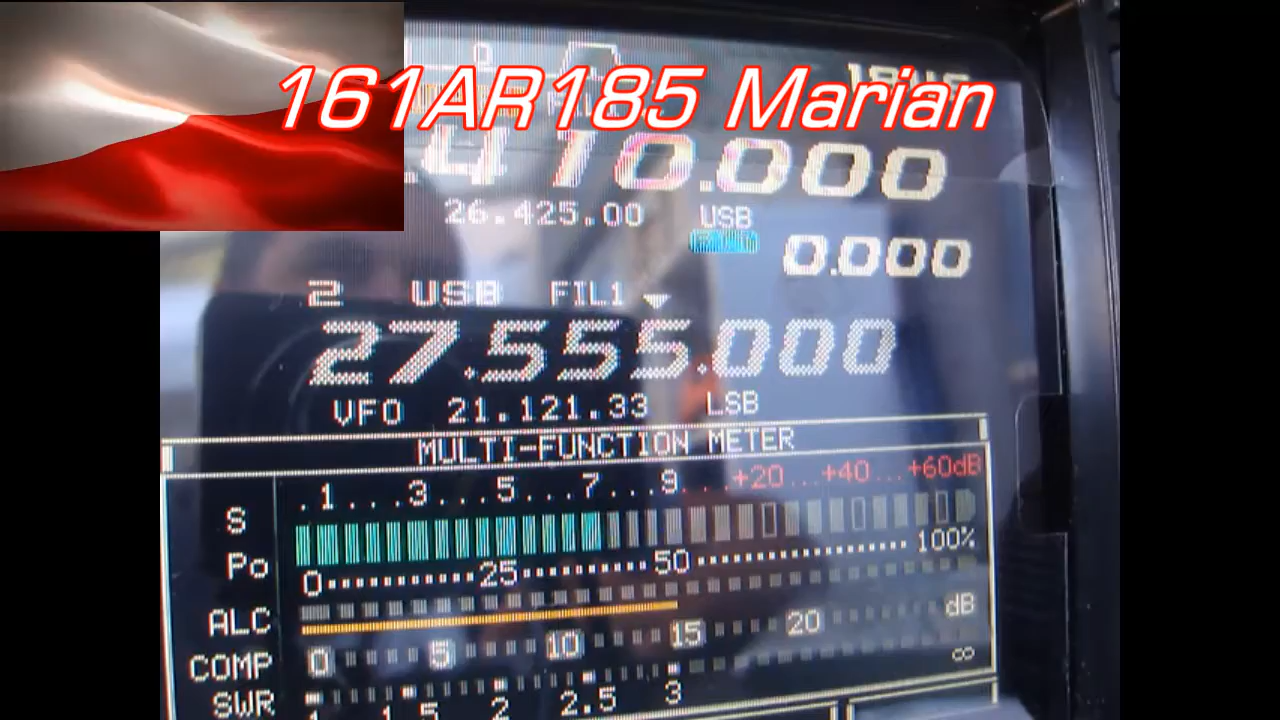 161AR185 Marian
.410.000
26.425.00 USB
0.000
2 USB FIL1
27.555.000
VFO 21.121.33 LSB
MULTI-FUNCTION METER
S .1...3...5...7...9....+20...+40...+60dB
Po 0 25 50 100%
ALC
COMP 0 5 10 15 20 dB
SWR 1 1.5 2 2.5 3 ∞